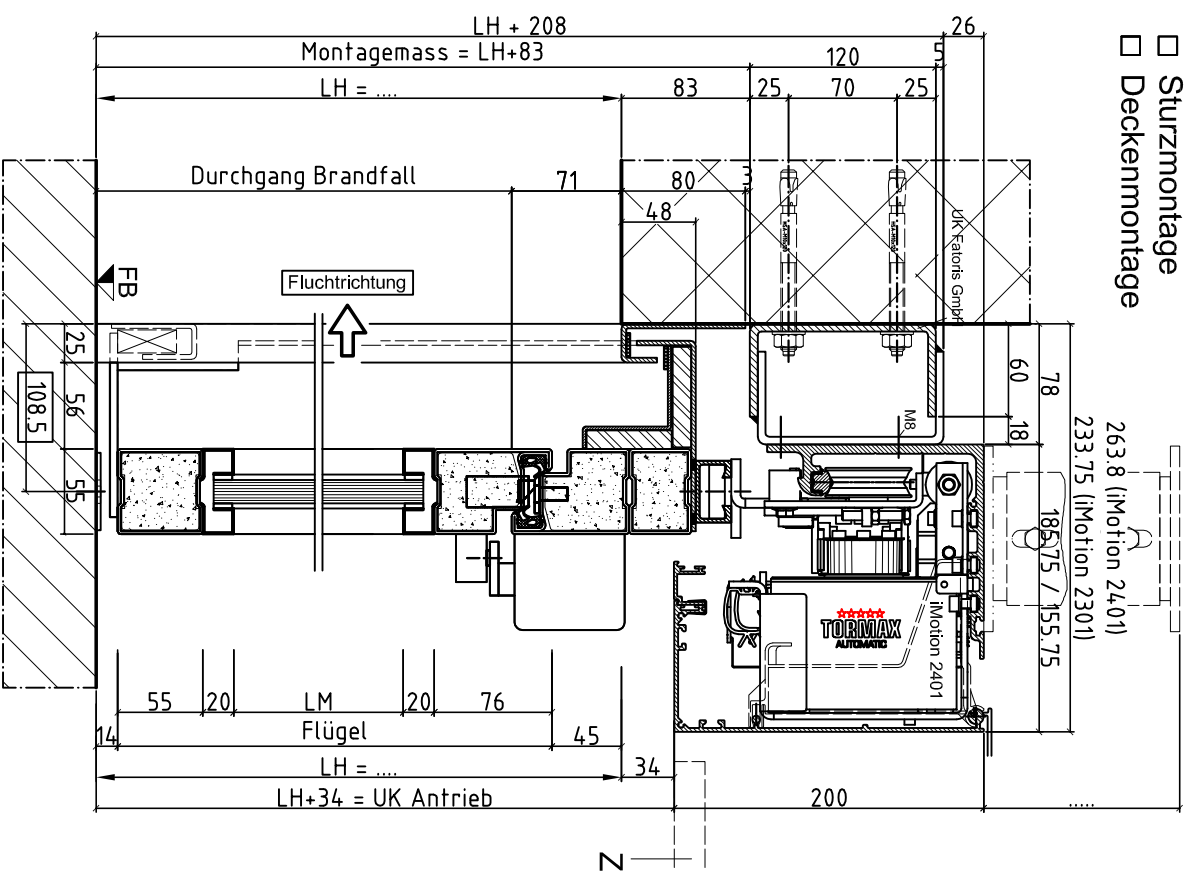 LH + 208
26
Montagemass = LH+83
120
5
LH = ....
83
25
70
25
Sturzmontage
Deckenmontage
Durchgang Brandfall
71
80
3
48
UK Fatoris GmbH
FB
Fluchtrichtung
25
56
55
108.5
60
78
18
M8
263.8 (iMotion 2401)
233.75 (iMotion 2301)
185.75 / 155.75
TORMAX
AUTOMATIC
iMotion 2401
55
20
LM
20
76
14
Flügel
45
LH = ....
34
LH+34 = UK Antrieb
200
.....
Z